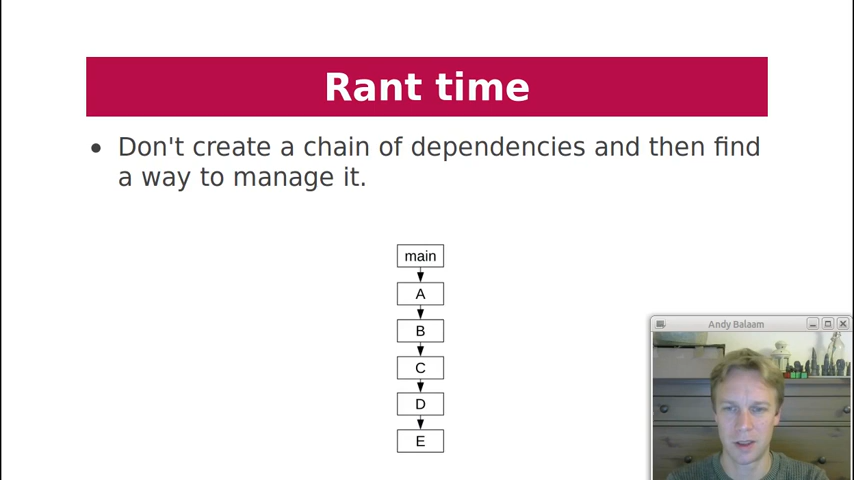 Rant time
Don't create a chain of dependencies and then find
a way to manage it.
main
A
B
C
D
E
Andy Balaam